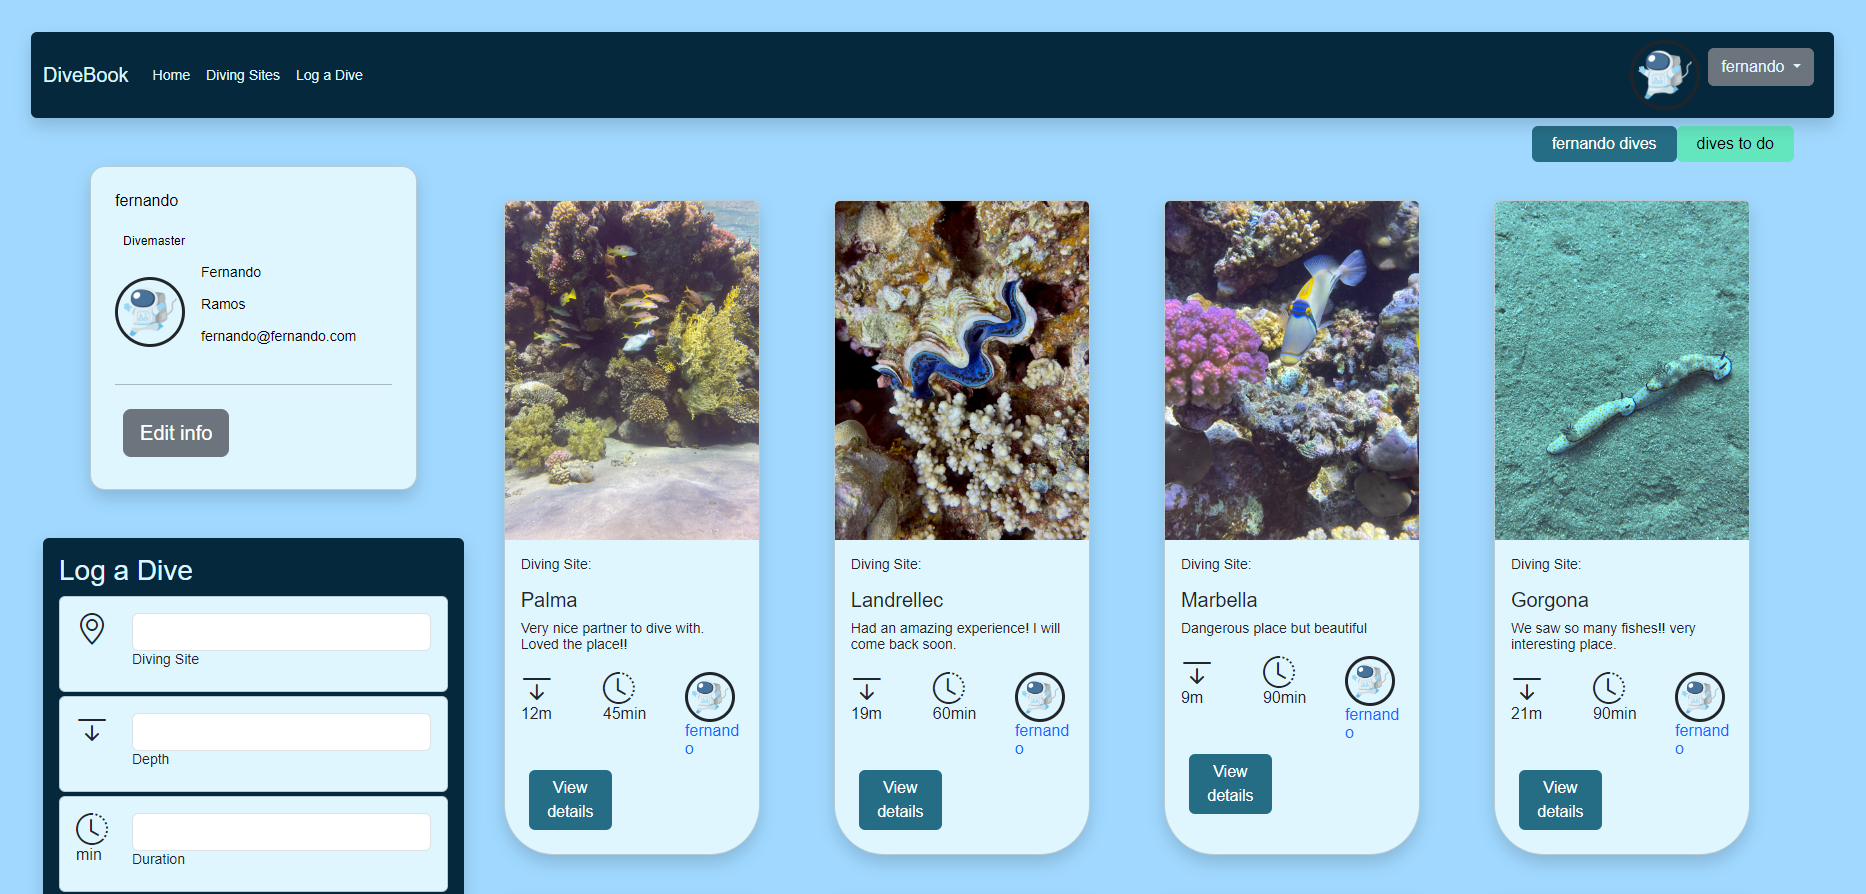 DiveBook Home Diving Sites Log a Dive fernando
fernando dives dives to do
fernando
Divemaster
Fernando
Ramos
fernando@fernando.com
Edit info
Log a Dive
Diving Site
Depth
min
Duration
Diving Site:
Palma
Very nice partner to dive with.
Loved the place!!
12m 45min
fernand
o
View
details
Diving Site:
Landrellec
Had an amazing experience! I will
come back soon.
19m 60min
fernand
o
View
details
Diving Site:
Marbella
Dangerous place but beautiful
9m 90min
fernand
o
View
details
Diving Site:
Gorgona
We saw so many fishes!! very
interesting place.
21m 90min
fernand
o
View
details